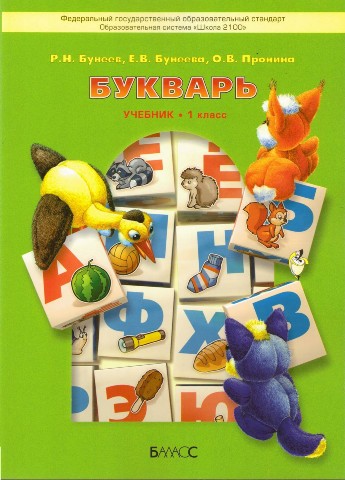 Федеральный государственный образовательный стандарт
Образовательная система «Школа 2100»
Р.Н. Бунеев, Е.В. Бунеева, О.В. Пронина
БУКВАРЬ
УЧЕБНИК • 1 класс
Е Ё
А М Н Б
Ф Х В
Э Ю
БАЛАСС